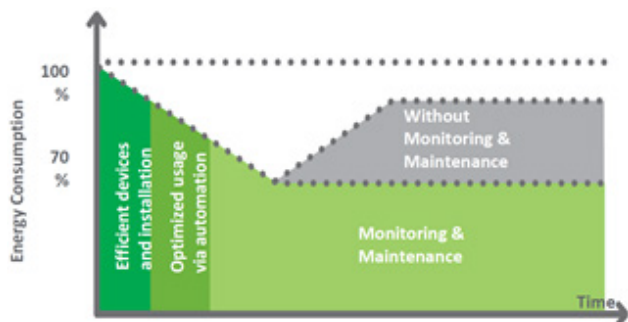 100
%
70
%
Energy Consumption
Efficient devices
and installation
Optimized usage
via automation
Without
Monitoring &
Maintenance
Monitoring &
Maintenance
Time